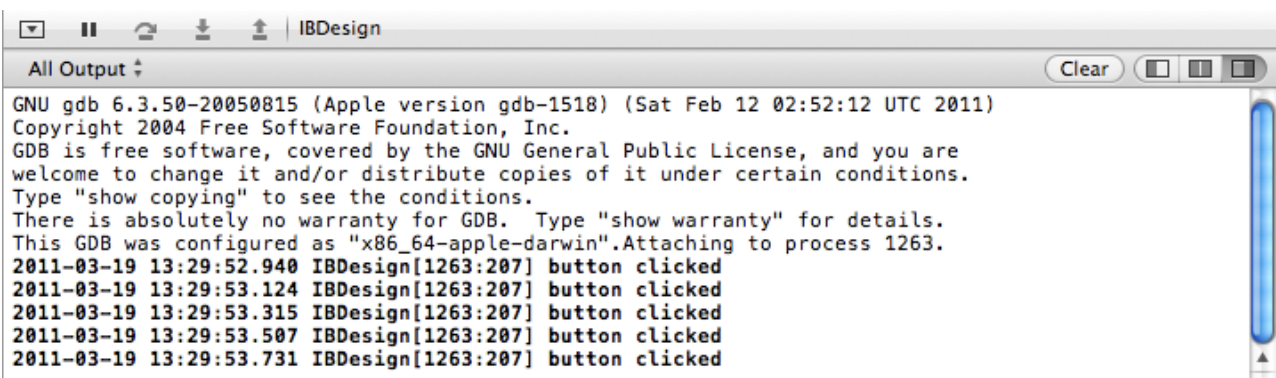 IBDesign
All Output
Clear
GNU gdb 6.3.50-20050815 (Apple version gdb-1518) (Sat Feb 12 02:52:12 UTC 2011)
Copyright 2004 Free Software Foundation, Inc.
GDB is free software, covered by the GNU General Public License, and you are
welcome to change it and/or distribute copies of it under certain conditions.
Type "show copying" to see the conditions.
There is absolutely no warranty for GDB.  Type "show warranty" for details.
This GDB was configured as "x86_64-apple-darwin".Attaching to process 1263.
2011-03-19 13:29:52.940 IBDesign[1263:207] button clicked
2011-03-19 13:29:53.124 IBDesign[1263:207] button clicked
2011-03-19 13:29:53.315 IBDesign[1263:207] button clicked
2011-03-19 13:29:53.507 IBDesign[1263:207] button clicked
2011-03-19 13:29:53.731 IBDesign[1263:207] button clicked